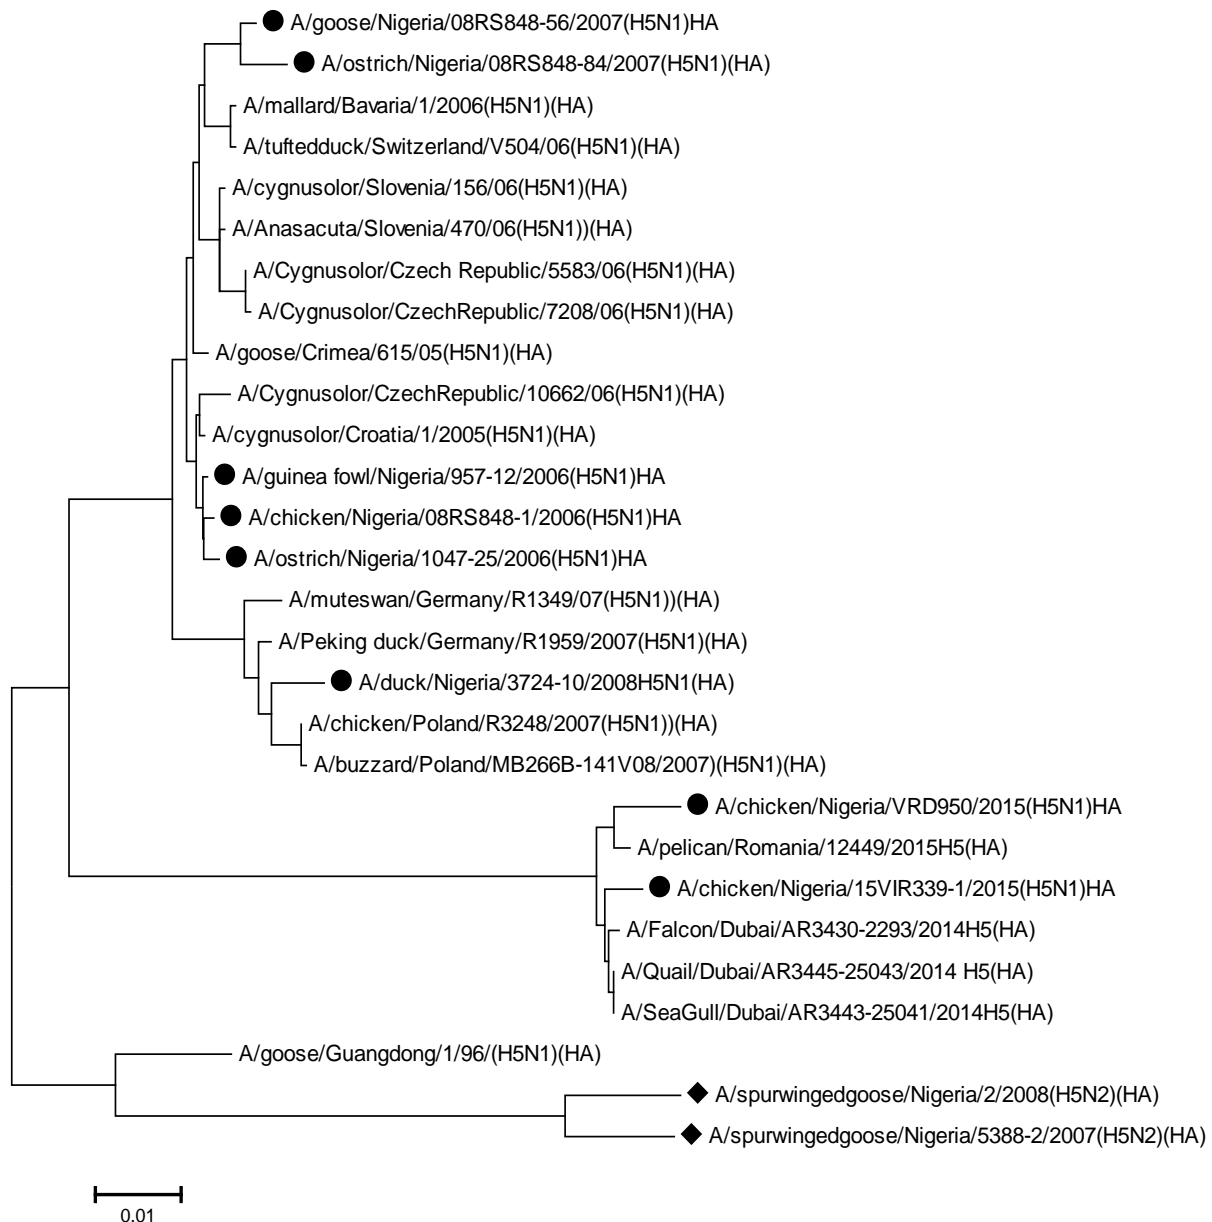 A/goose/Nigeria/08RS848-56/2007(H5N1)HA
A/ostrich/Nigeria/08RS848-84/2007(H5N1)(HA)
A/mallard/Bavaria/1/2006(H5N1)(HA)
A/tuftedduck/Switzerland/V504/06(H5N1)(HA)
A/cygnusolor/Slovenia/156/06(H5N1)(HA)
A/Anasacuta/Slovenia/470/06(H5N1))(HA)
A/Cygnusolor/Czech Republic/5583/06(H5N1)(HA)
A/Cygnusolor/CzechRepublic/7208/06(H5N1)(HA)
A/goose/Crimea/615/05(H5N1)(HA)
A/Cygnusolor/CzechRepublic/10662/06(H5N1)(HA)
A/cygnusolor/Croatia/1/2005(H5N1)(HA)
A/guinea fowl/Nigeria/957-12/2006(H5N1)HA
A/chicken/Nigeria/08RS848-1/2006(H5N1)HA
A/ostrich/Nigeria/1047-25/2006(H5N1)HA
A/muteswan/Germany/R1349/07(H5N1))(HA)
A/Peking duck/Germany/R1959/2007(H5N1)(HA)
A/duck/Nigeria/3724-10/2008H5N1(HA)
A/chicken/Poland/R3248/2007(H5N1))(HA)
A/buzzard/Poland/MB266B-141V08/2007)(H5N1)(HA)
A/chicken/Nigeria/VRD950/2015(H5N1)HA
A/pelican/Romania/12449/2015H5(HA)
A/chicken/Nigeria/15VIR339-1/2015(H5N1)HA
A/Falcon/Dubai/AR3430-2293/2014H5(HA)
A/Quail/Dubai/AR3445-25043/2014 H5(HA)
A/SeaGull/Dubai/AR3443-25041/2014H5(HA)
A/goose/Guangdong/1/96/(H5N1)(HA)
A/spurwingedgoose/Nigeria/2/2008(H5N2)(HA)
A/spurwingedgoose/Nigeria/5388-2/2007(H5N2)(HA)
0.01